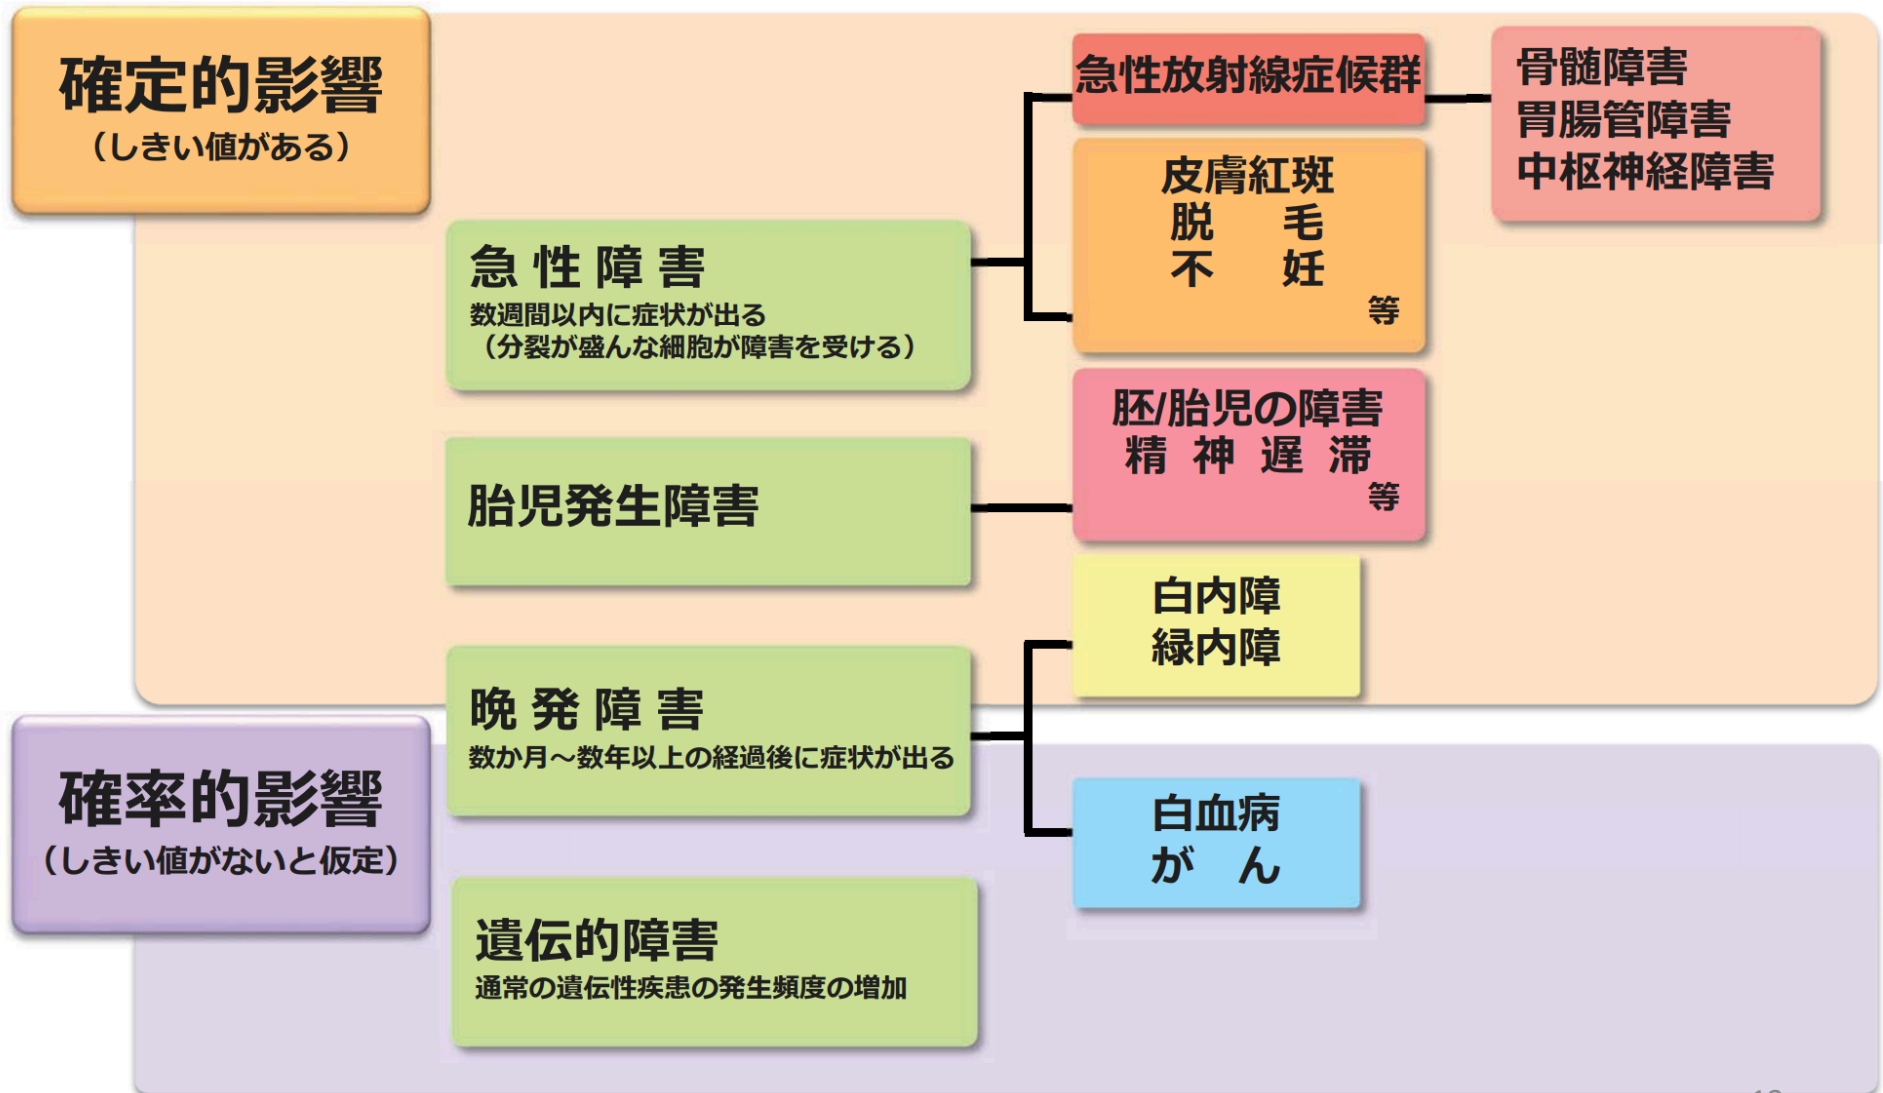 確定的影響
（しきい値がある）
急性障害
数週間以内に症状が出る
（分裂が盛んな細胞が障害を受ける）
急性放射線症候群
骨髄障害
胃腸管障害
中枢神経障害
皮膚紅斑
脱毛
不妊
等
胎児発生障害
胚/胎児の障害
精神遅滞
等
晩発障害
数か月～数年以上の経過後に症状が出る
白内障
緑内障
確率的影響
（しきい値がないと仮定）
白血病
がん
遺伝的障害
通常の遺伝性疾患の発生頻度の増加